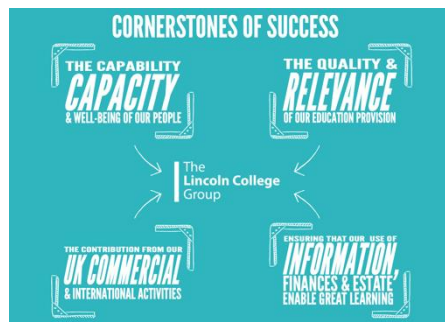 CORNERSTONES OF SUCCESS
THE CAPABILITY
CAPACITY
& WELL-BEING OF OUR PEOPLE
THE QUALITY &
RELEVANCE
OF OUR EDUCATION PROVISION
The
Lincoln College
Group
THE CONTRIBUTION FROM OUR
UK COMMERCIAL
& INTERNATIONAL ACTIVITIES
ENSURING THAT OUR USE OF
INFORMATION,
FINANCES & ESTATE
ENABLE GREAT LEARNING